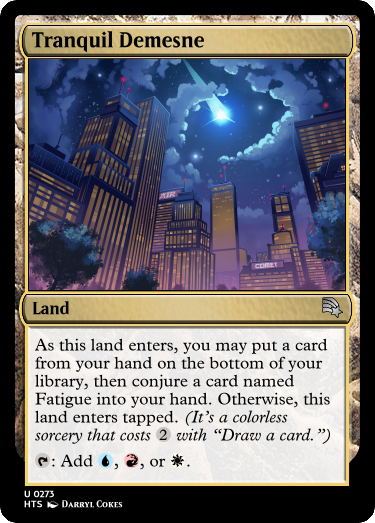 Tranquil Demesne
AIR
COMET
Land
As this land enters, you may put a card
from your hand on the bottom of your
library, then conjure a card named
Fatigue into your hand. Otherwise, this
land enters tapped. (It's a colorless
sorcery that costs 2 with “Draw a card.”)
: Add , , or .
U 0273
HTS Darryl Cokes